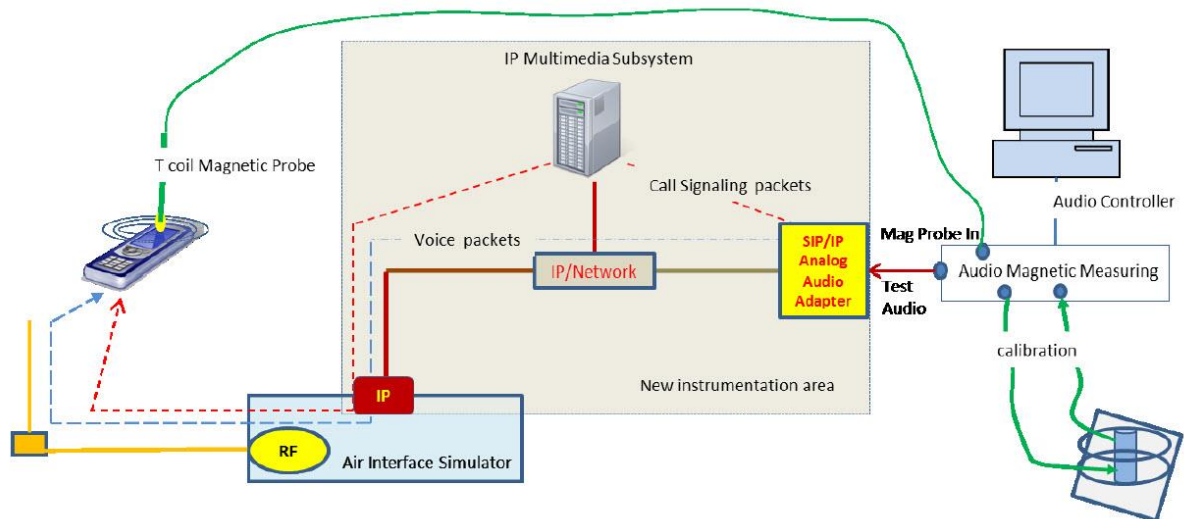 IP Multimedia Subsystem
T coil Magnetic Probe
Call Signaling packets
Audio Controller
Voice packets
Mag Probe In
SIP/IP
Analog
Audio
Adapter
IP/Network
Audio Magnetic Measuring
Test
Audio
calibration
New instrumentation area
IP
RF
Air Interface Simulator